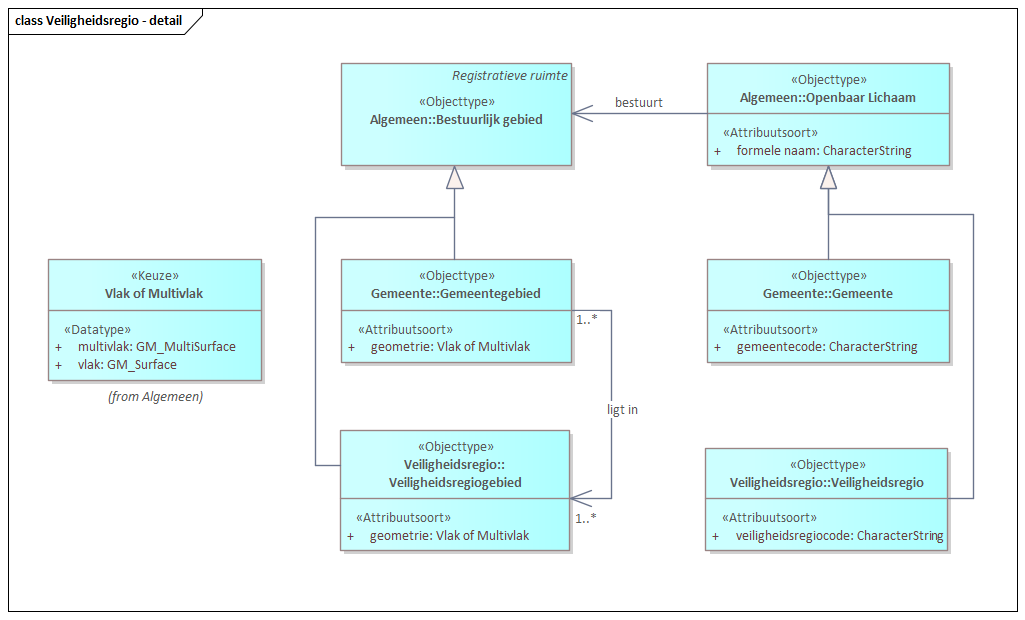 class Veiligheidsregio - detail
Registratieve ruimte
«Objecttype»
Algemeen::Bestuurlijk gebied
bestuurt
«Objecttype»
Algemeen::Openbaar Lichaam
«Attribuutsoort»
+ formele naam: CharacterString
«Keuze»
Vlak of Multivlak
«Datatype»
+ multivlak: GM_MultiSurface
+ vlak: GM_Surface
(from Algemeen)
«Objecttype»
Gemeente::Gemeentegebied
«Attribuutsoort»
+ geometrie: Vlak of Multivlak
1..*
ligt in
1..*
«Objecttype»
Gemeente::Gemeente
«Attribuutsoort»
+ gemeentecode: CharacterString
«Objecttype»
Veiligheidsregio::
Veiligheidsregiogebied
«Attribuutsoort»
+ geometrie: Vlak of Multivlak
«Objecttype»
Veiligheidsregio::Veiligheidsregio
«Attribuutsoort»
+ veiligheidsregiocode: CharacterString